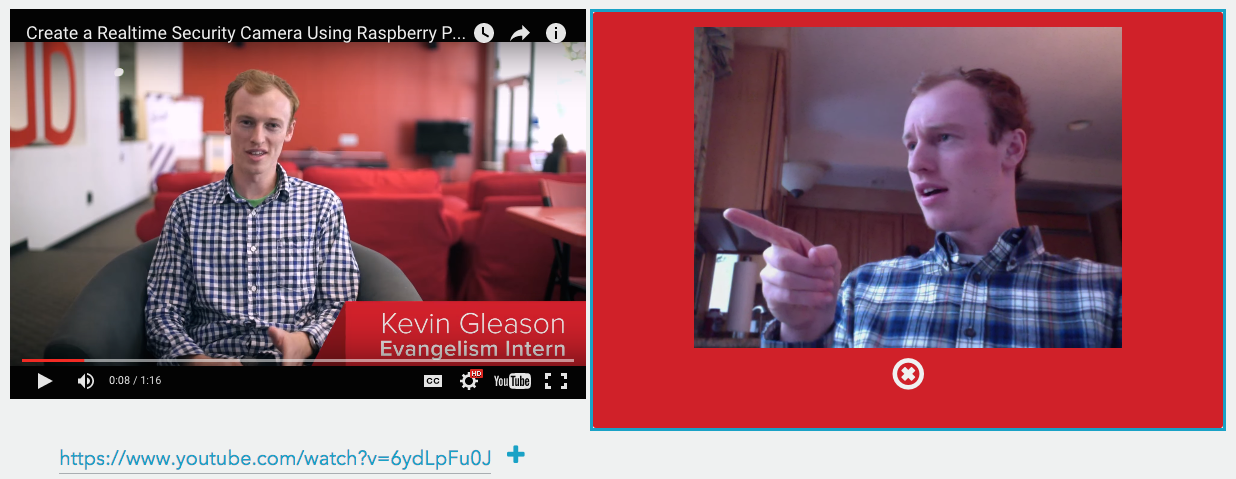 Create a Realtime Security Camera Using Raspberry P...
ub
Kevin Gleason
Evangelism Intern
0:08 / 1:16
CC
HD
YouTube
https://www.youtube.com/watch?v=6ydLpFu0J